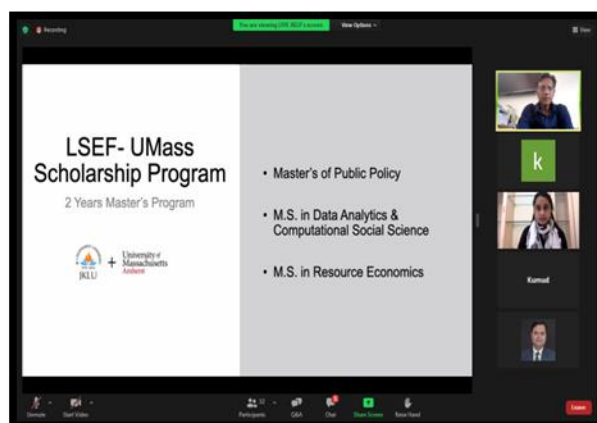 Recording
You are viewing LSEF JKLU's screen
View Options
View
LSEF- UMass
Scholarship Program
2 Years Master's Program
JKLU
+
University of
Massachusetts
Amherst
• Master's of Public Policy
• M.S. in Data Analytics &
Computational Social Science
• M.S. in Resource Economics
k
Kumud
Unmute
Start Video
Participants
Q&A
Chat
Share Screen
Raise Hand
Leave